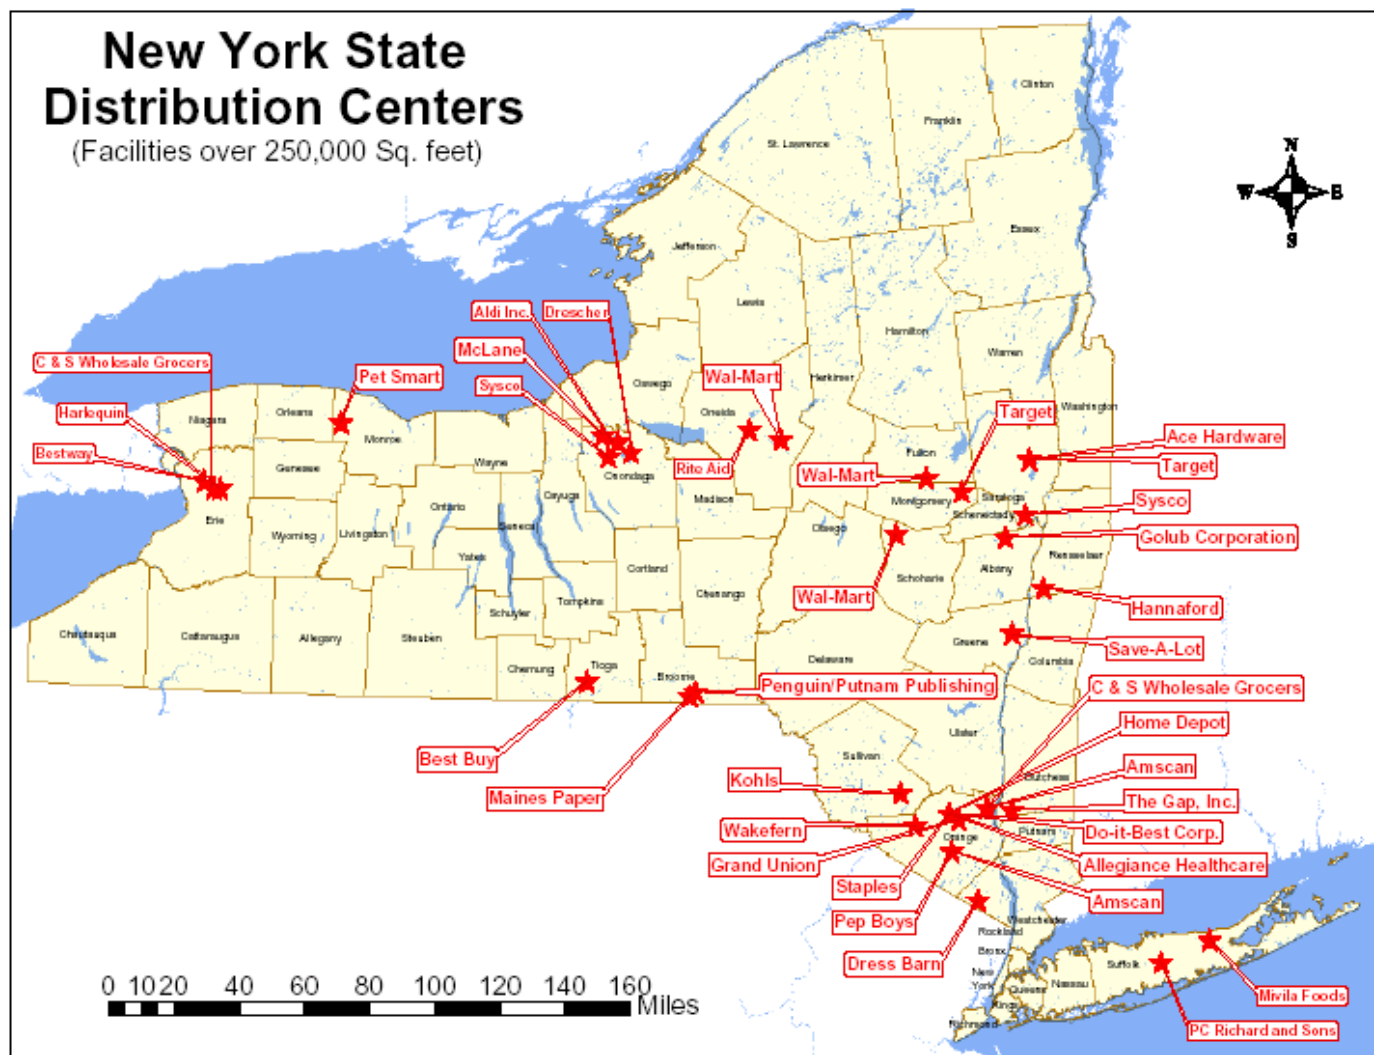 New York State
Distribution Centers
(Facilities over 250,000 Sq. feet)
N
W
E
S
Clinton
Franklin
St. Lawrence
Essex
Jefferson
Lewis
Hamilton
Warren
Washington
Herkimer
Oswego
Oneida
Fulton
Montgomery
Saratoga
Schenectady
Niagara
Orleans
Monroe
Genesee
Wayne
Onondaga
Madison
Cayuga
Ontario
Seneca
Erie
Wyoming
Livingston
Yates
Otsego
Schoharie
Albany
Rensselaer
Cortland
Chenango
Tompkins
Schuyler
Chautauqua
Cattaraugus
Allegany
Steuben
Chemung
Tioga
Broome
Delaware
Greene
Columbia
Ulster
Sullivan
Dutchess
Orange
Putnam
Westchester
Rockland
Bronx
New
York
Queens
Kings
Richmond
Nassau
Suffolk
Aldi Inc.
Drescher
McLane
Sysco
C & S Wholesale Grocers
Harlequin
Bestway
Pet Smart
Wal-Mart
Rite Aid
Wal-Mart
Wal-Mart
Target
Ace Hardware
Target
Sysco
Golub Corporation
Hannaford
Save-A-Lot
Penguin/Putnam Publishing
Best Buy
Maines Paper
C & S Wholesale Grocers
Home Depot
Amscan
The Gap, Inc.
Do-it-Best Corp.
Allegiance Healthcare
Amscan
Kohls
Wakefern
Grand Union
Staples
Pep Boys
Dress Barn
Mivila Foods
PC Richard and Sons
0 10 20 40 60 80 100 120 140 160
Miles